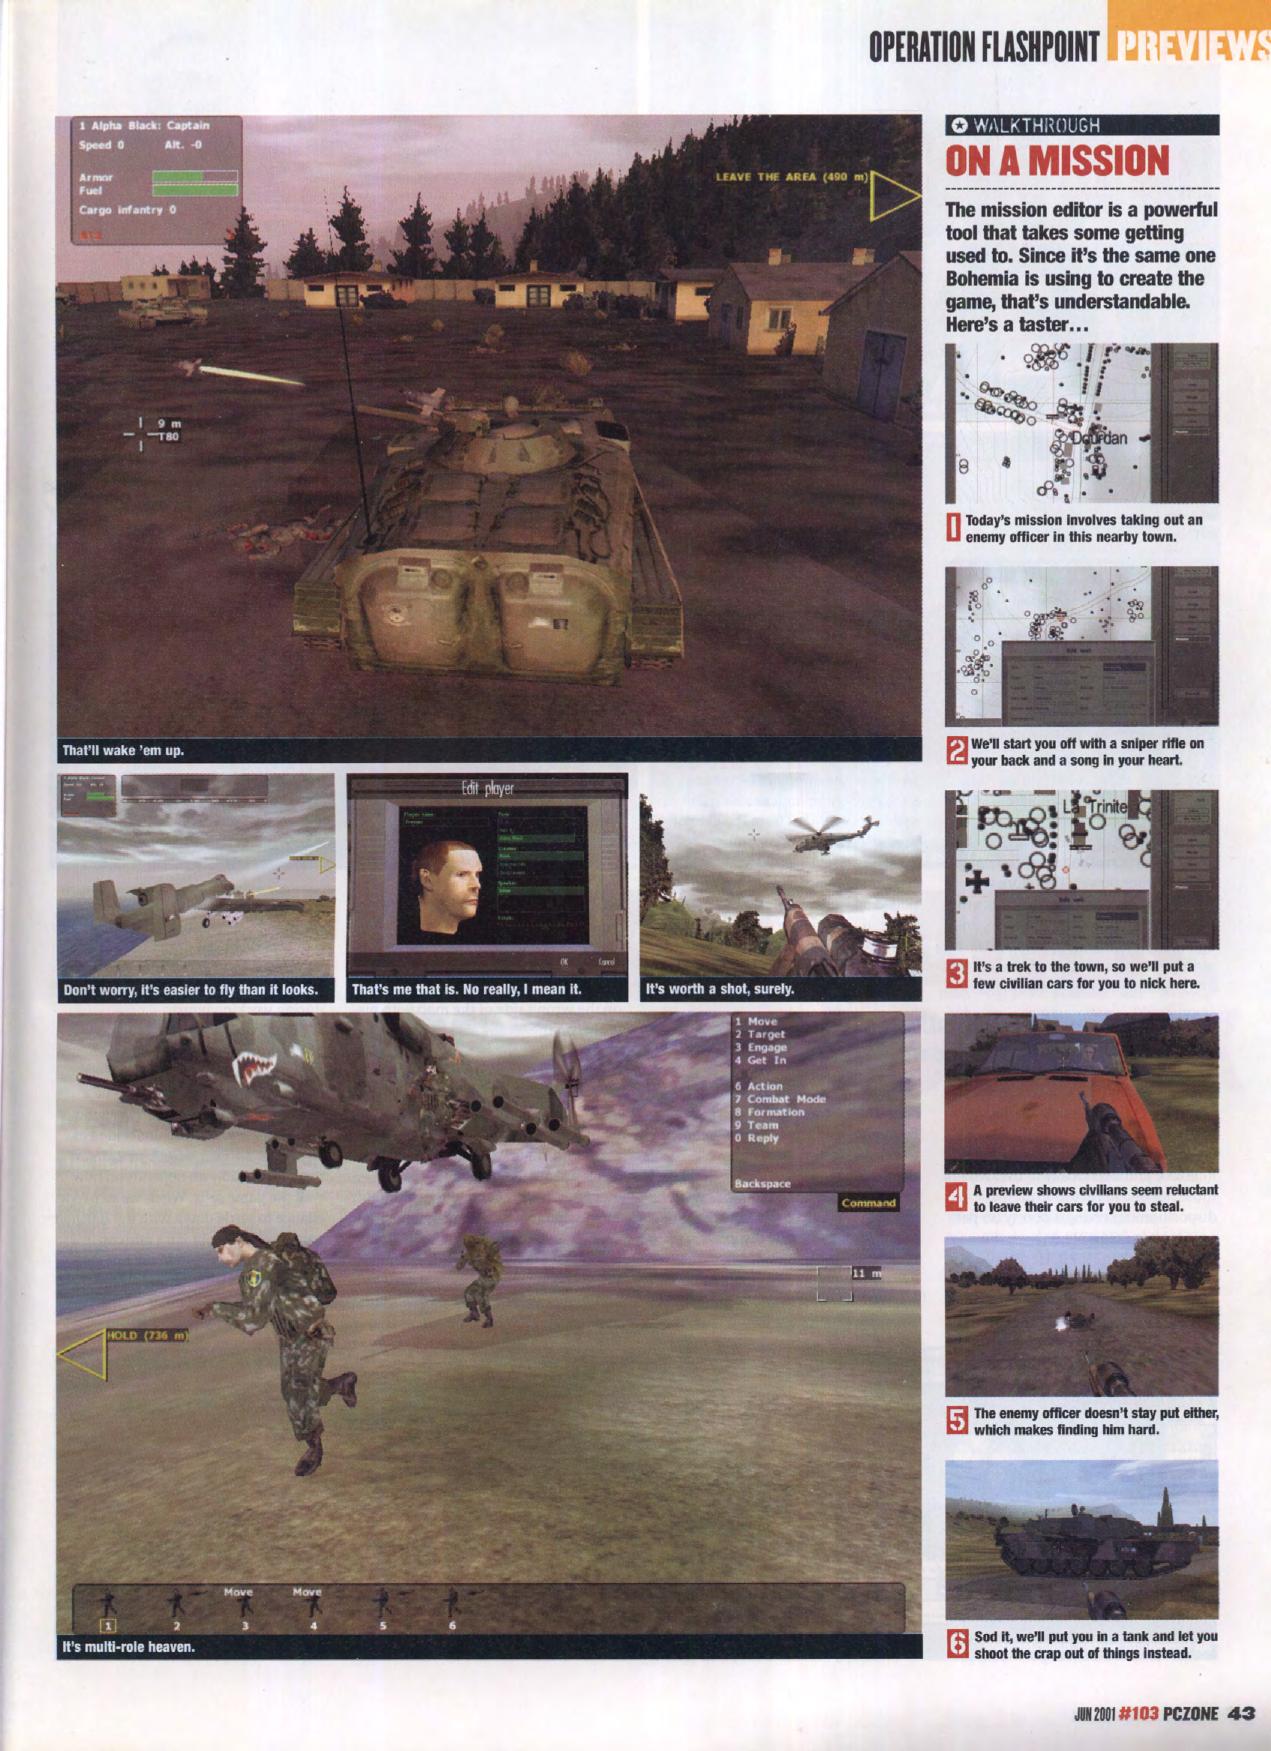 OPERATION FLASHPOINT PREVIEWS
1 Alpha Black: Captain
Speed 0 Alt. -0
Armor
Fuel
Cargo infantry 0
LEAVE THE AREA (490 m)
9 m
T80
That'll wake 'em up.
Don't worry, it's easier to fly than it looks.
Edit player
OK Cancel
That's me that is. No really, I mean it.
It's worth a shot, surely.
1 Move
2 Target
3 Engage
4 Get In
6 Action
7 Combat Mode
8 Formation
9 Team
0 Reply
Backspace
Command
11 m
HOLD (736 m)
Move Move
1 2 3 4 5 6
It's multi-role heaven.
WALKTHROUGH
ON A MISSION
The mission editor is a powerful
tool that takes some getting
used to. Since it's the same one
Bohemia is using to create the
game, that's understandable.
Here's a taster...
Dourdan
1 Today's mission involves taking out an
enemy officer in this nearby town.
Edit unit
2 We'll start you off with a sniper rifle on
your back and a song in your heart.
La Trinite
Edit unit
3 It's a trek to the town, so we'll put a
few civilian cars for you to nick here.
4 A preview shows civilians seem reluctant
to leave their cars for you to steal.
5 The enemy officer doesn't stay put either,
which makes finding him hard.
6 Sod it, we'll put you in a tank and let you
shoot the crap out of things instead.
JUN 2001 #103 PCZONE 43